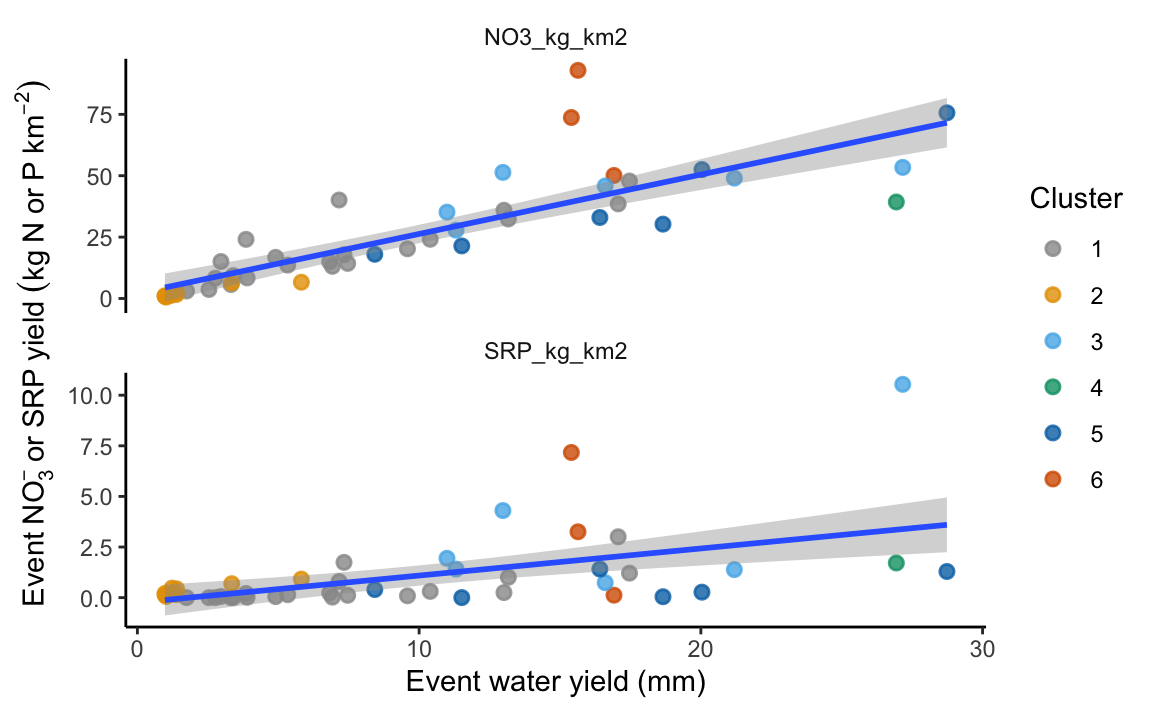 NO3_kg_km2
75
50
25
0
SRP_kg_km2
10.0
7.5
5.0
2.5
0.0
0 10 20 30
Event water yield (mm)
Event NO₃⁻ or SRP yield (kg N or P km⁻²)
Cluster
1
2
3
4
5
6